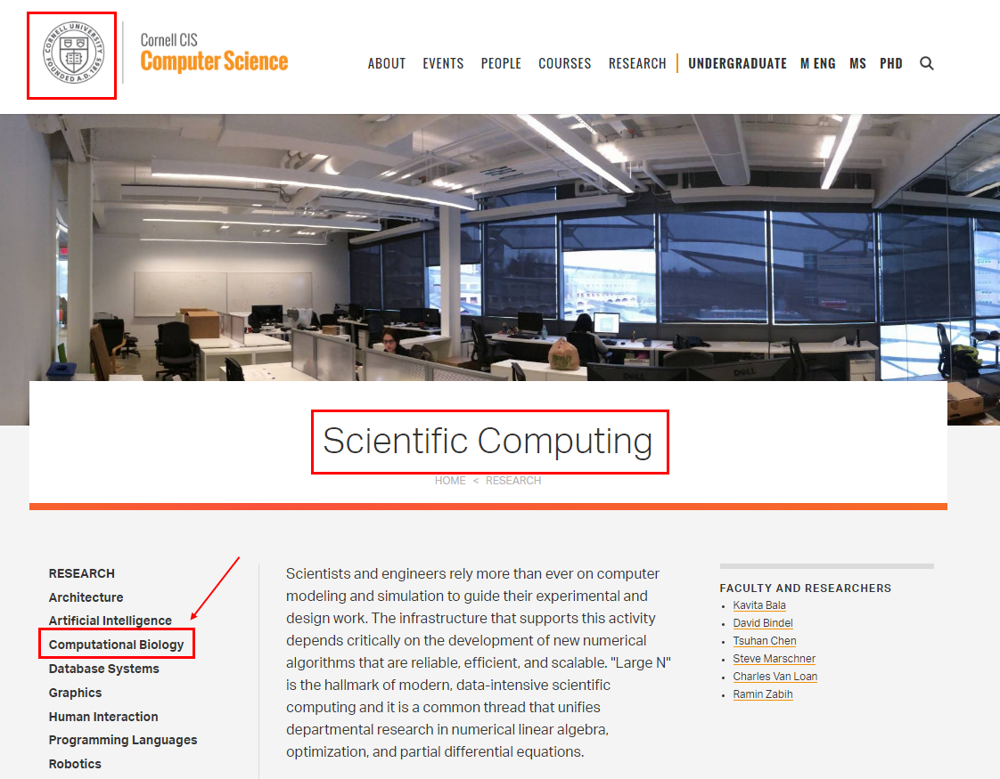 CORNELL UNIVERSITY
FOUNDED A.D. 1865
Cornell CIS
Computer Science
ABOUT EVENTS PEOPLE COURSES RESEARCH UNDERGRADUATE M ENG MS PHD
DELL
DELL
Scientific Computing
HOME < RESEARCH
RESEARCH
Architecture
Artificial Intelligence
Computational Biology
Database Systems
Graphics
Human Interaction
Programming Languages
Robotics
Scientists and engineers rely more than ever on computer
modeling and simulation to guide their experimental and
design work. The infrastructure that supports this activity
depends critically on the development of new numerical
algorithms that are reliable, efficient, and scalable. "Large N"
is the hallmark of modern, data-intensive scientific
computing and it is a common thread that unifies
departmental research in numerical linear algebra,
optimization, and partial differential equations.
FACULTY AND RESEARCHERS
• Kavita Bala
• David Bindel
• Tsuhan Chen
• Steve Marschner
• Charles Van Loan
• Ramin Zabih